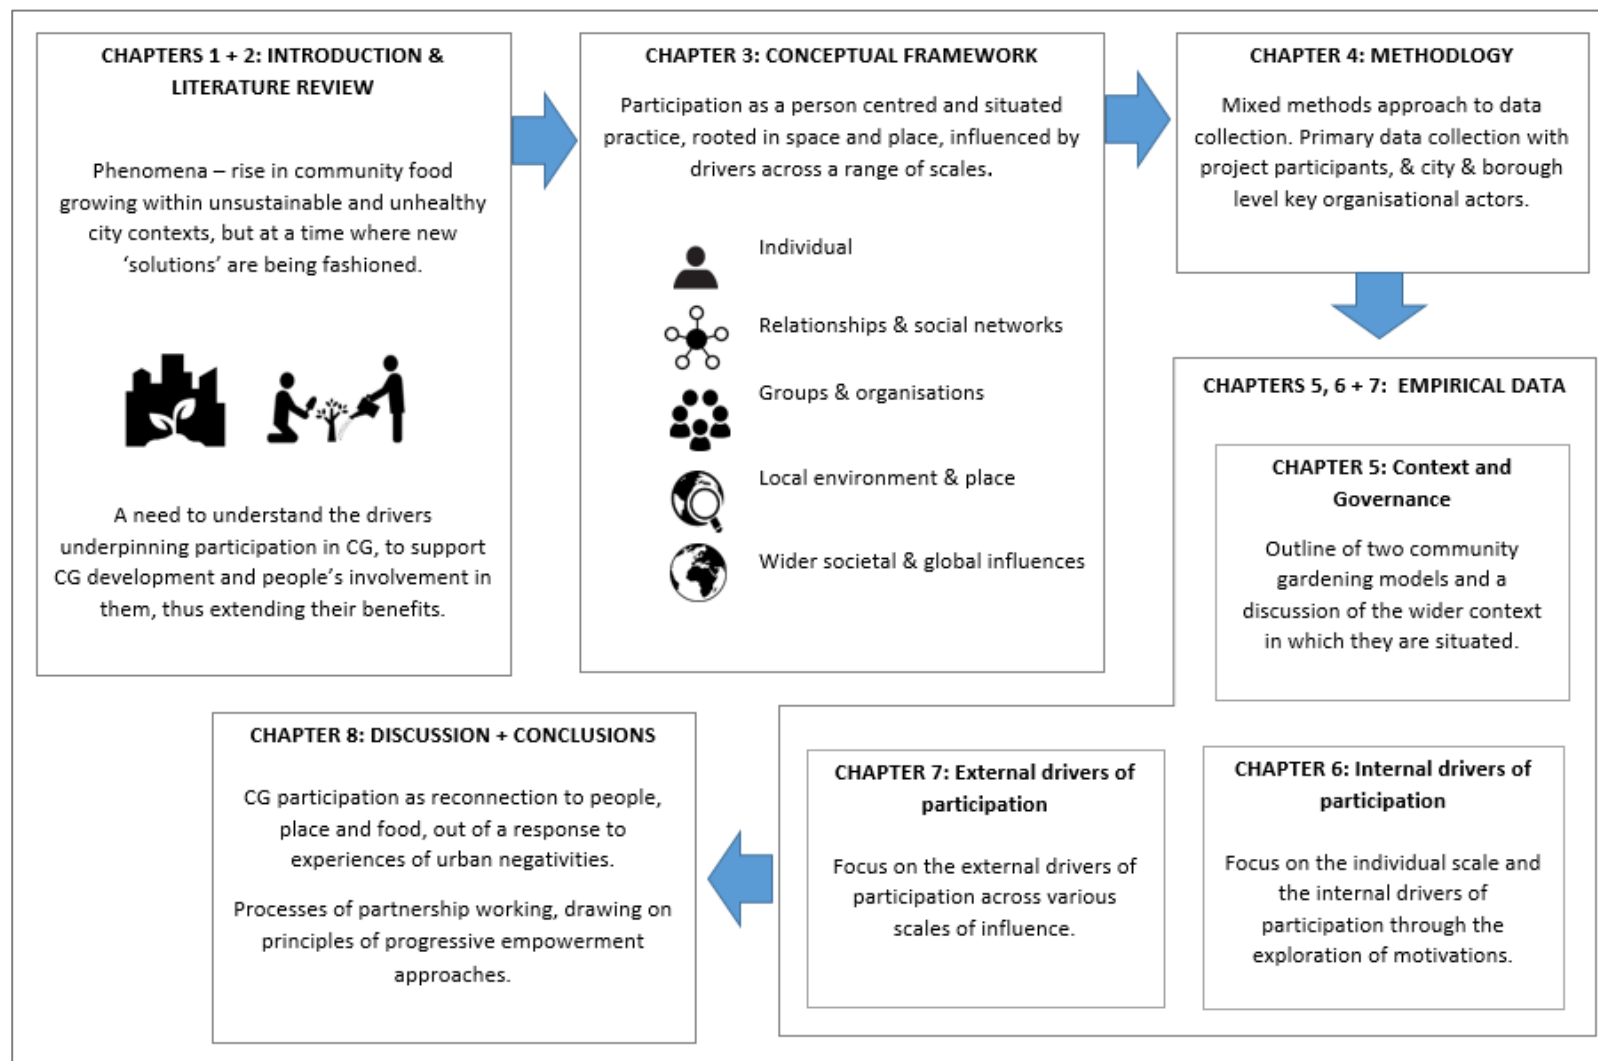 CHAPTERS 1 + 2: INTRODUCTION &
LITERATURE REVIEW
Phenomena – rise in community food
growing within unsustainable and unhealthy
city contexts, but at a time where new
‘solutions’ are being fashioned.
A need to understand the drivers
underpinning participation in CG, to support
CG development and people’s involvement in
them, thus extending their benefits.
CHAPTER 3: CONCEPTUAL FRAMEWORK
Participation as a person centred and situated
practice, rooted in space and place, influenced by
drivers across a range of scales.
Individual
Relationships & social networks
Groups & organisations
Local environment & place
Wider societal & global influences
CHAPTER 4: METHODLOGY
Mixed methods approach to data
collection. Primary data collection with
project participants, & city & borough
level key organisational actors.
CHAPTERS 5, 6 + 7: EMPIRICAL DATA
CHAPTER 5: Context and
Governance
Outline of two community
gardening models and a
discussion of the wider context
in which they are situated.
CHAPTER 6: Internal drivers of
participation
Focus on the individual scale and
the internal drivers of
participation through the
exploration of motivations.
CHAPTER 7: External drivers of
participation
Focus on the external drivers of
participation across various
scales of influence.
CHAPTER 8: DISCUSSION + CONCLUSIONS
CG participation as reconnection to people,
place and food, out of a response to
experiences of urban negativities.
Processes of partnership working, drawing on
principles of progressive empowerment
approaches.